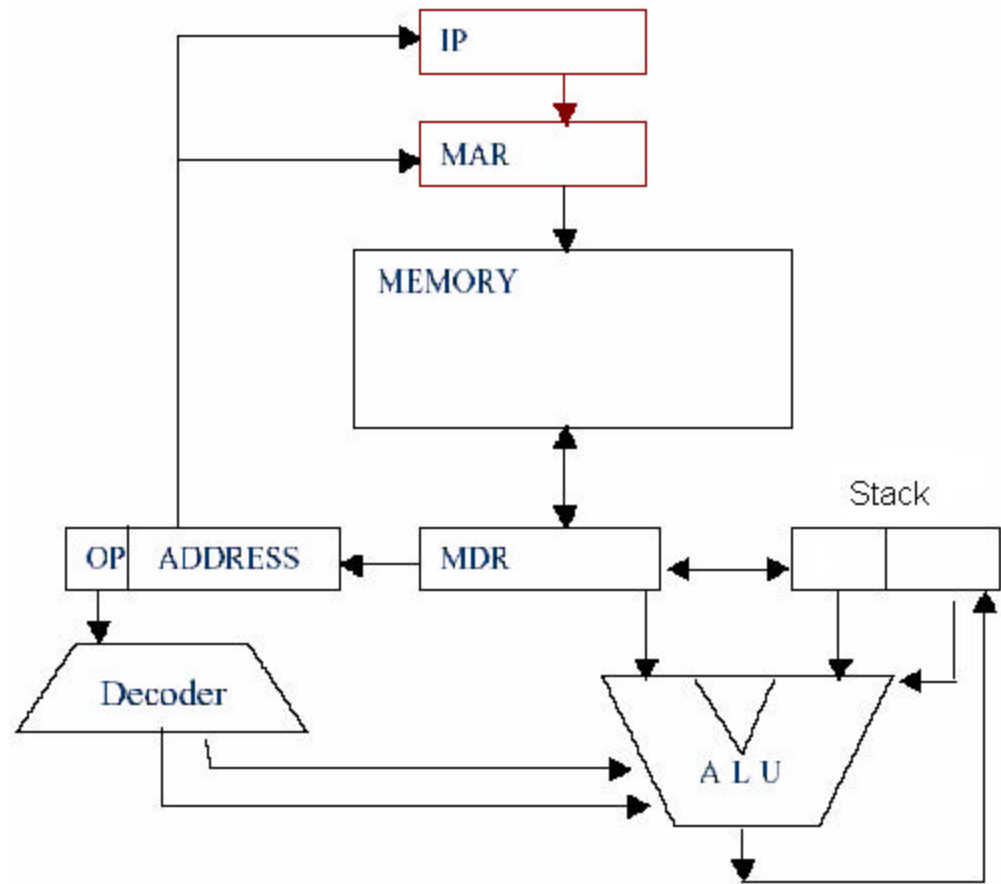 IP
MAR
MEMORY
Stack
OP ADDRESS
MDR
Decoder
A L U